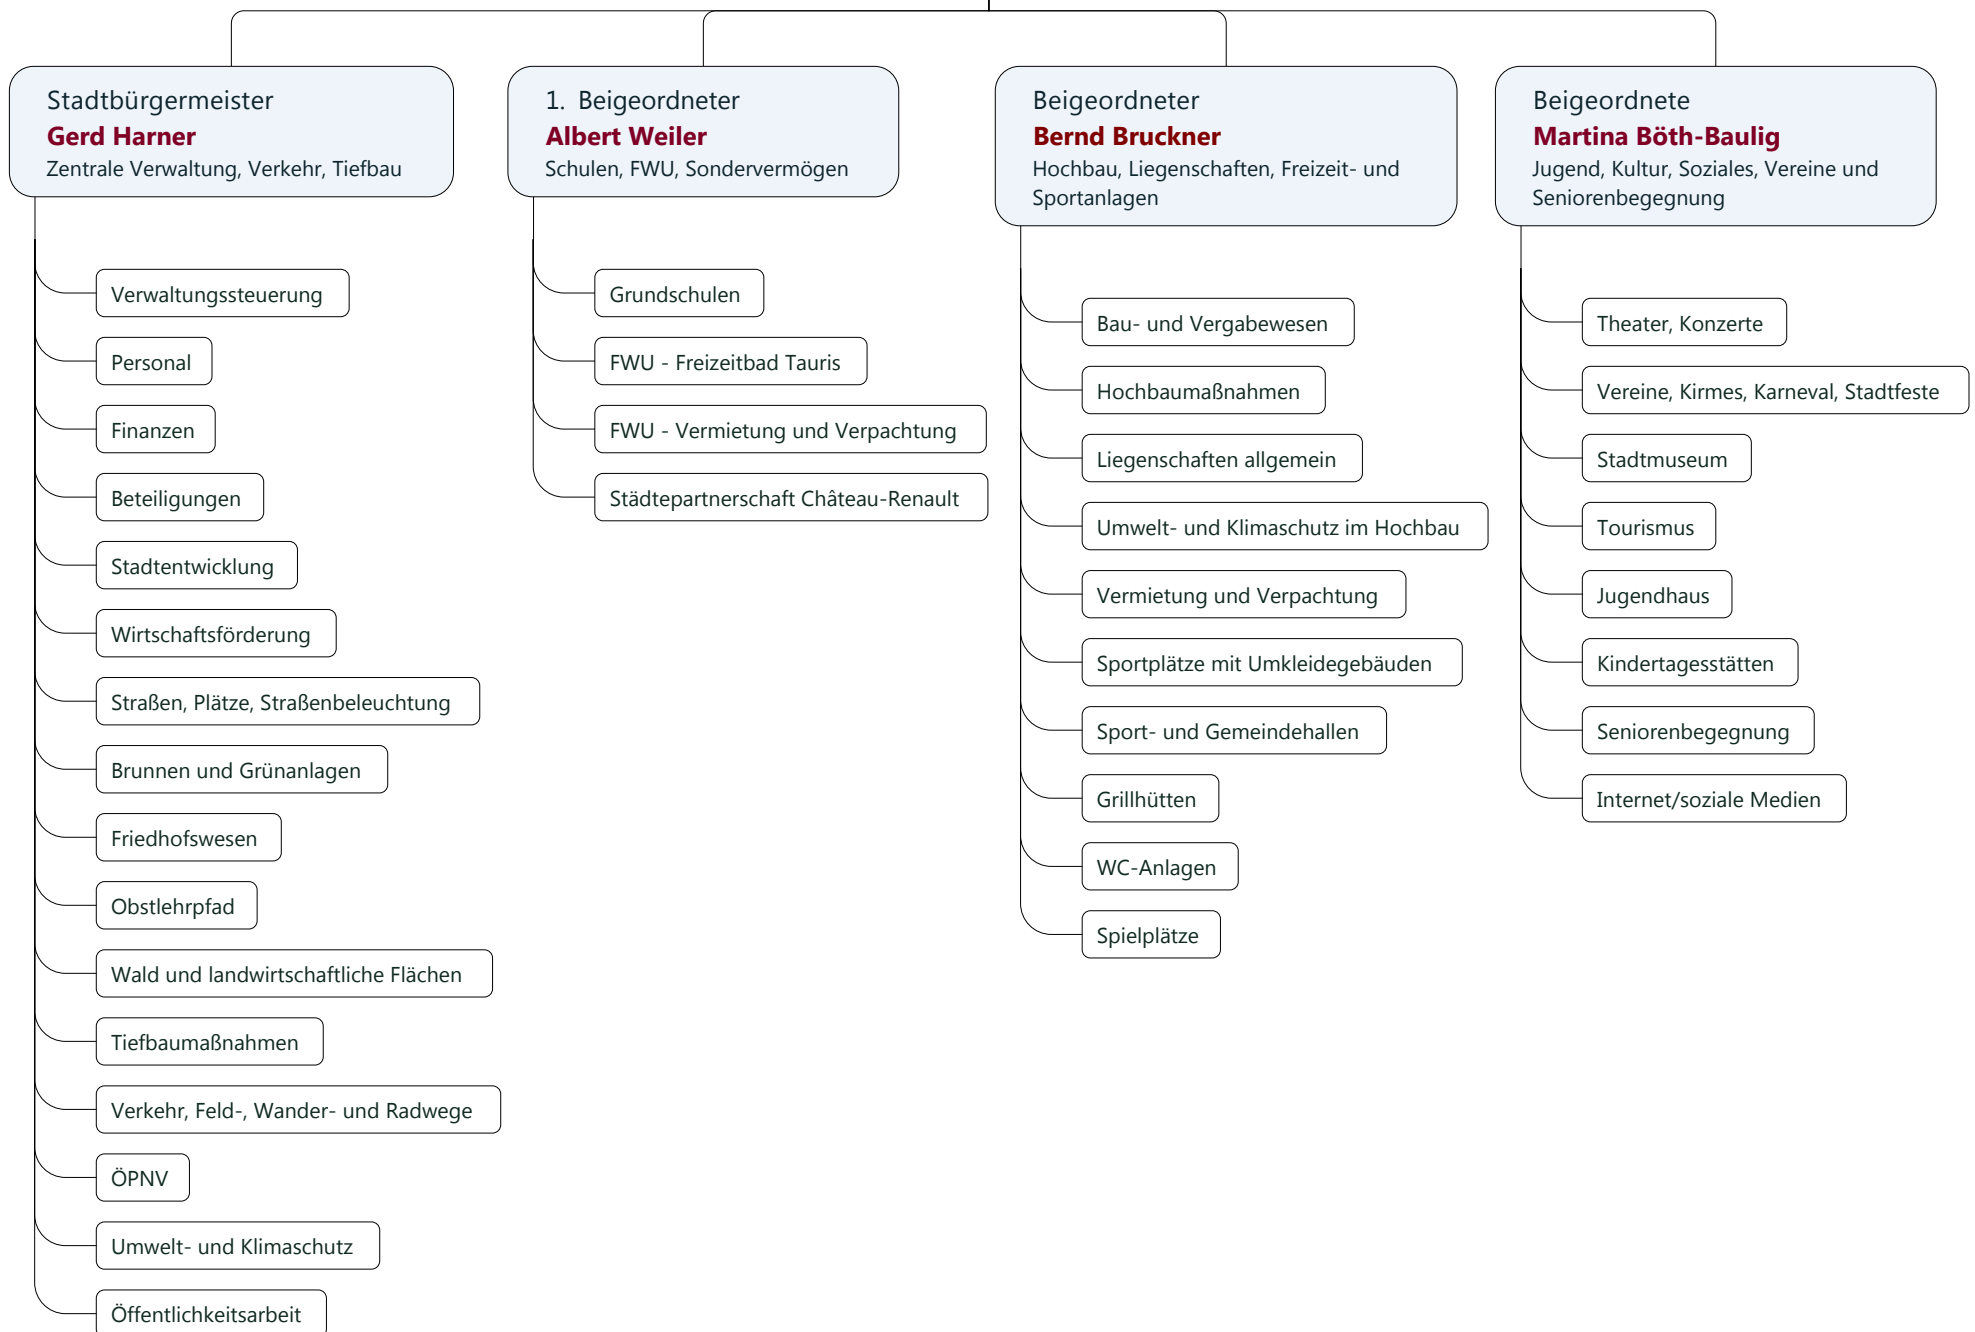 Stadtbürgermeister
Gerd Harner
Zentrale Verwaltung, Verkehr, Tiefbau
Verwaltungssteuerung
Personal
Finanzen
Beteiligungen
Stadtentwicklung
Wirtschaftsförderung
Straßen, Plätze, Straßenbeleuchtung
Brunnen und Grünanlagen
Friedhofswesen
Obstlehrpfad
Wald und landwirtschaftliche Flächen
Tiefbaumaßnahmen
Verkehr, Feld-, Wander- und Radwege
ÖPNV
Umwelt- und Klimaschutz
Öffentlichkeitsarbeit
1. Beigeordneter
Albert Weiler
Schulen, FWU, Sondervermögen
Grundschulen
FWU - Freizeitbad Tauris
FWU - Vermietung und Verpachtung
Städtepartnerschaft Château-Renault
Beigeordneter
Bernd Bruckner
Hochbau, Liegenschaften, Freizeit- und
Sportanlagen
Bau- und Vergabewesen
Hochbaumaßnahmen
Liegenschaften allgemein
Umwelt- und Klimaschutz im Hochbau
Vermietung und Verpachtung
Sportplätze mit Umkleidegebäuden
Sport- und Gemeindehallen
Grillhütten
WC-Anlagen
Spielplätze
Beigeordnete
Martina Böth-Baulig
Jugend, Kultur, Soziales, Vereine und
Seniorenbegegnung
Theater, Konzerte
Vereine, Kirmes, Karneval, Stadtfeste
Stadtmuseum
Tourismus
Jugendhaus
Kindertagesstätten
Seniorenbegegnung
Internet/soziale Medien